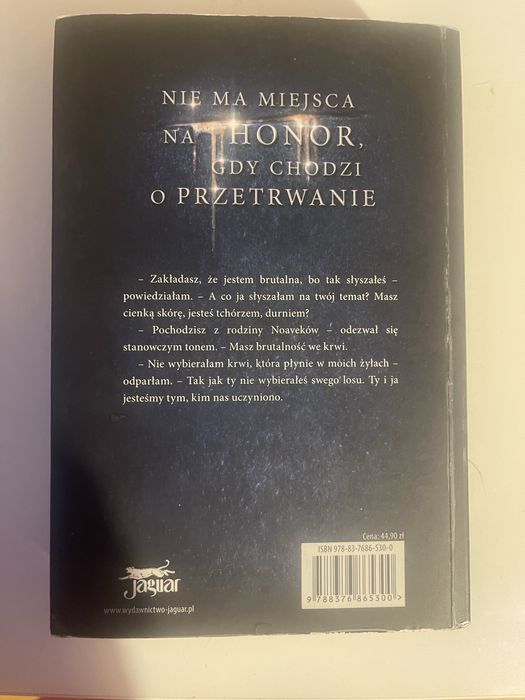 NIE MA MIEJSCA
NA HONOR,
GDY CHODZI
O PRZETRWANIE
– Zakładasz, że jestem brutalna, bo tak słyszałeś –
powiedziałam. – A co ja słyszałam na twój temat? Masz
cienką skórę, jesteś tchórzem, durniem?
– Pochodzisz z rodziny Noaveków – odezwał się
stanowczym tonem. – Masz brutalność we krwi.
– Nie wybierałam krwi, która płynie w moich żyłach –
odparłam. – Tak jak ty nie wybierałeś swego losu. Ty i ja
jesteśmy tym, kim nas uczyniono.
Cena: 44,90 zł
ISBN 978-83-7686-530-0
9 788376 865300 >
jaguar
www.wydawnictwo-jaguar.pl